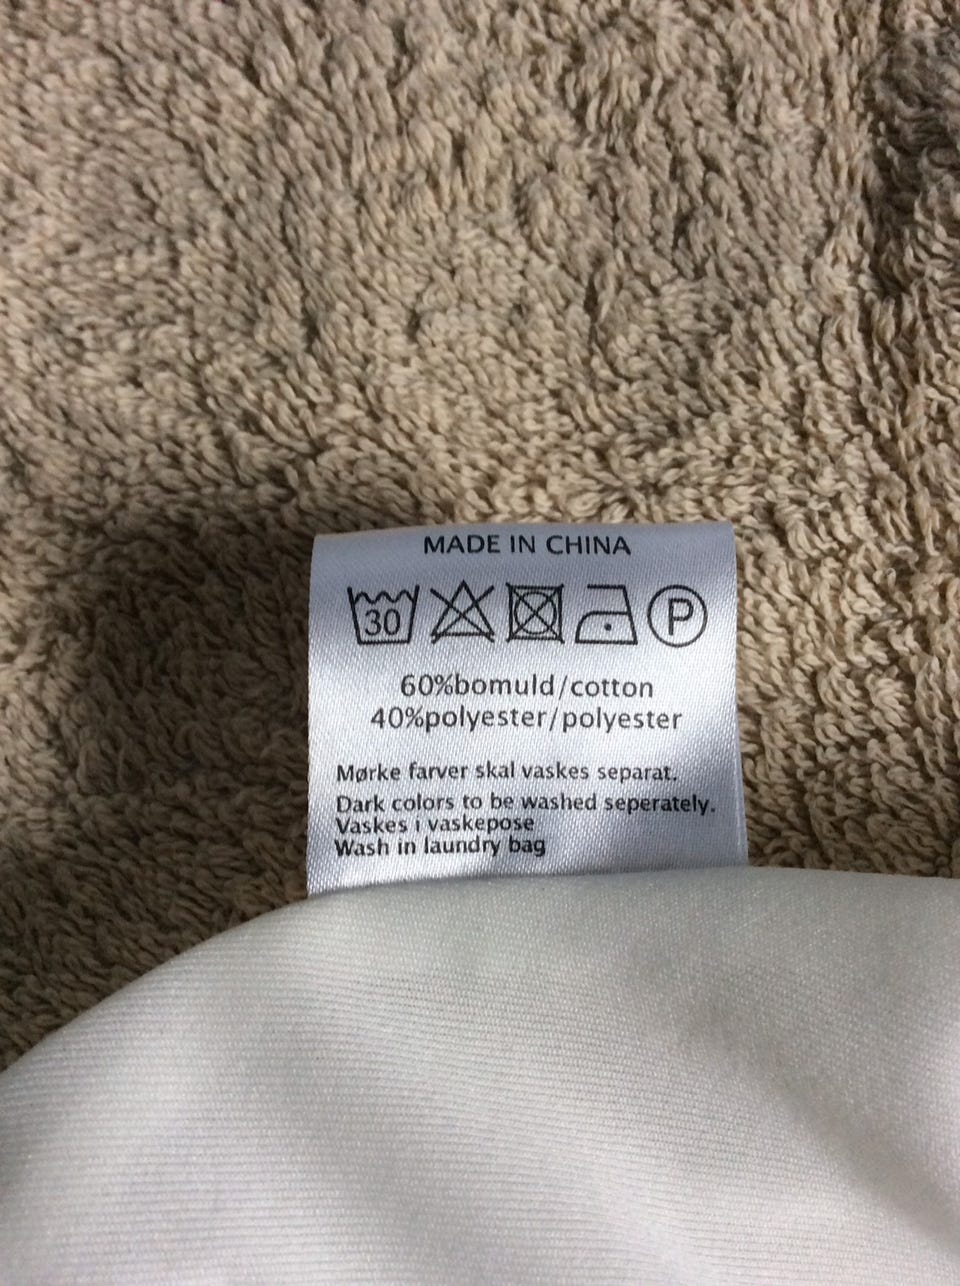 MADE IN CHINA
30 P
60%bomuld/cotton
40%polyester/polyester
Mørke farver skal vaskes separat.
Dark colors to be washed seperately.
Vaskes i vaskepose
Wash in laundry bag